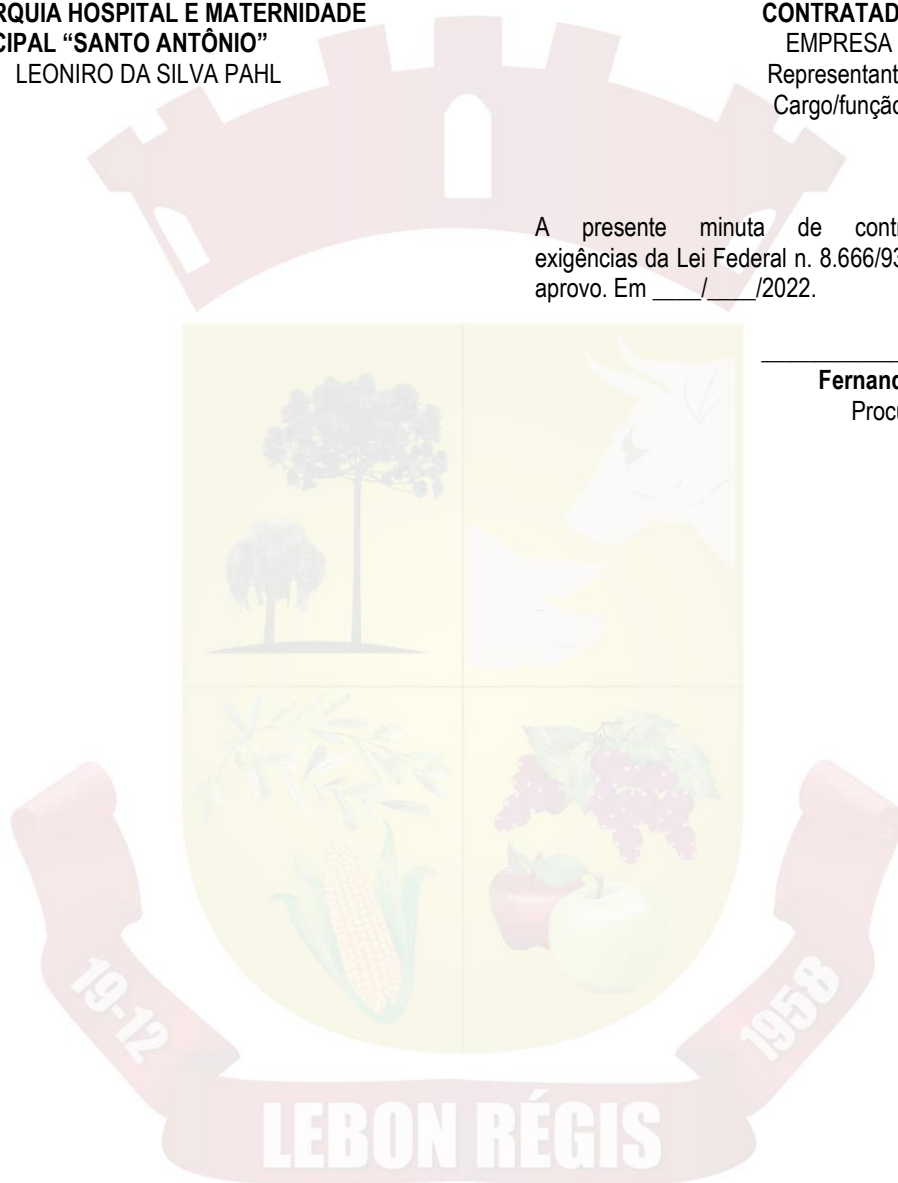 RQUIA HOSPITAL E MATERNIDADE
CIPAL “SANTO ANTÔNIO”
LEONIRO DA SILVA PAHL
CONTRATAD
EMPRESA
Representant
Cargo/função
A presente minuta de contr
exigências da Lei Federal n. 8.666/93
aprovo. Em ____/____/2022.
Fernand
Procu
19-12
1958
LEBON RÉGIS